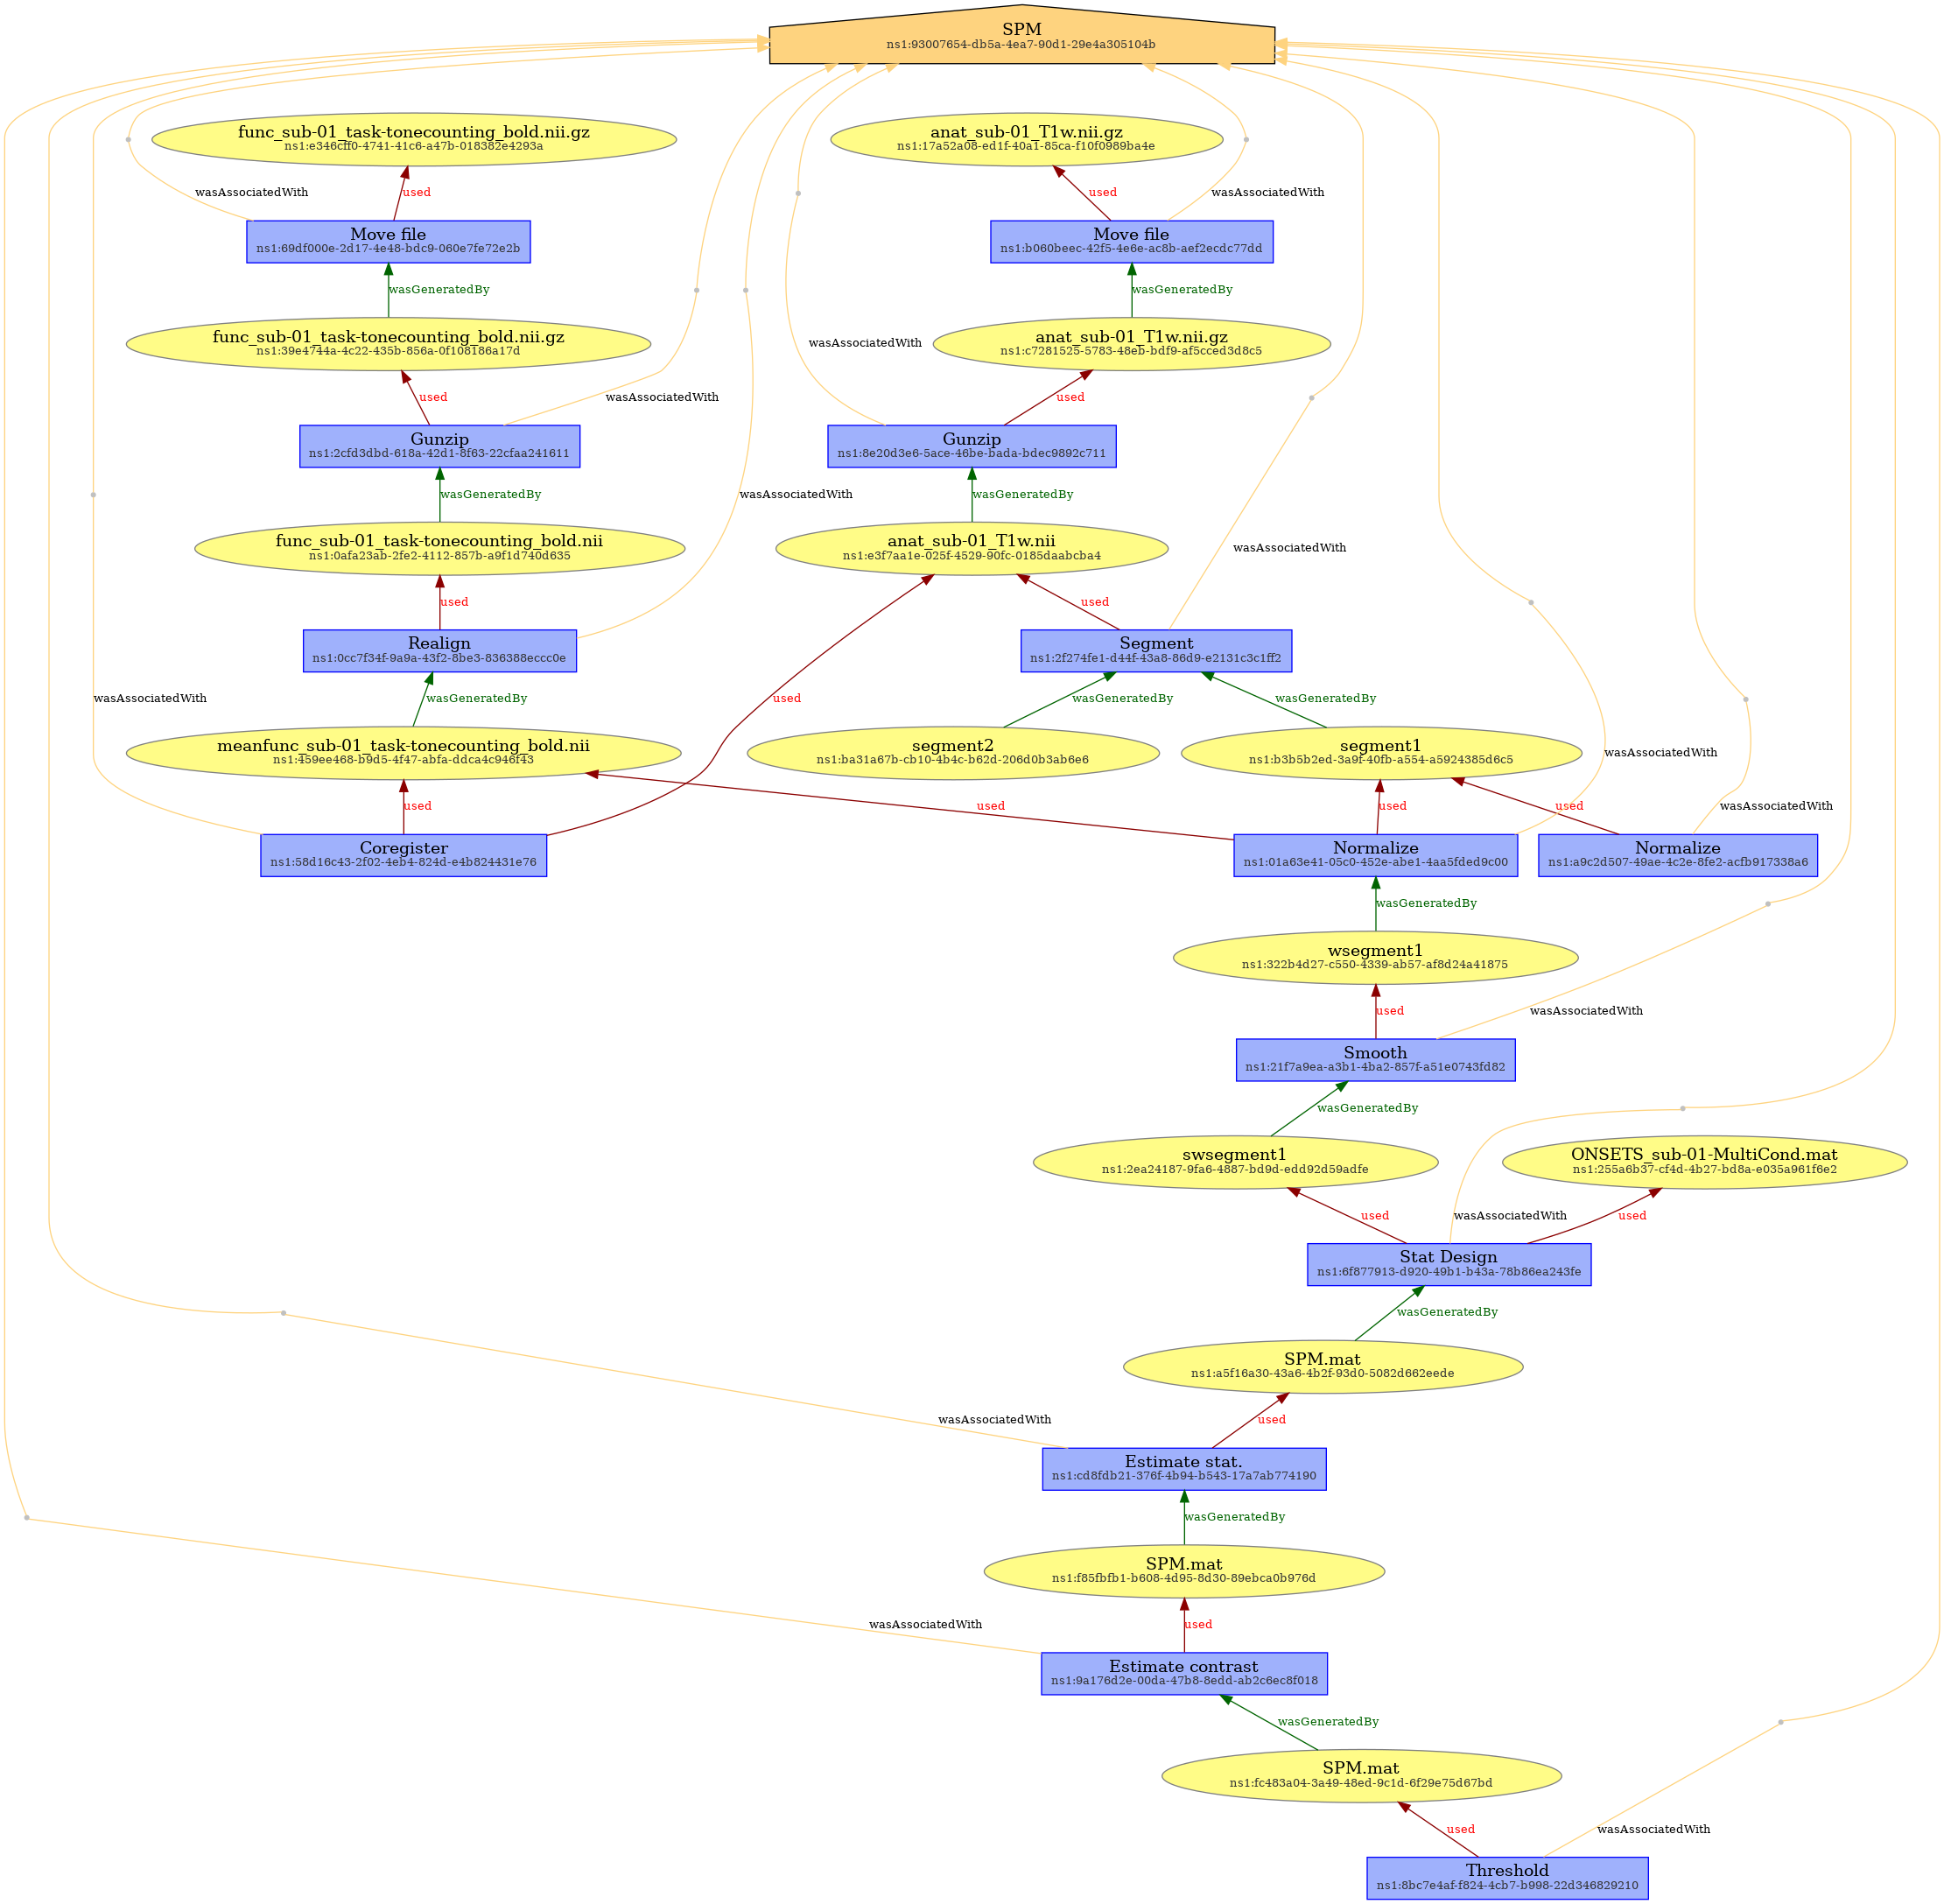 SPM
ns1:93007654-db5a-4ea7-90d1-29e4a305104b
func_sub-01_task-tonecounting_bold.nii.gz
ns1:e346cff0-4741-41c6-a47b-018382e4293a
anat_sub-01_T1w.nii.gz
ns1:17a52a08-ed1f-40a1-85ca-f10f0989ba4e
wasAssociatedWith
used
used
wasAssociatedWith
Move file
ns1:69df000e-2d17-4e48-bdc9-060e7fe72e2b
Move file
ns1:b060beec-42f5-4e6e-ac8b-aef2ecdc77dd
wasGeneratedBy
wasGeneratedBy
func_sub-01_task-tonecounting_bold.nii.gz
ns1:39e4744a-4c22-435b-856a-0f108186a17d
wasAssociatedWith
anat_sub-01_T1w.nii.gz
ns1:c7281525-5783-48eb-bdf9-af5cced3d8c5
used
wasAssociatedWith
used
Gunzip
ns1:2cfd3dbd-618a-42d1-8f63-22cfaa241611
Gunzip
ns1:8e20d3e6-5ace-46be-bada-bdec9892c711
wasGeneratedBy
wasAssociatedWith
wasGeneratedBy
func_sub-01_task-tonecounting_bold.nii
ns1:0afa23ab-2fe2-4112-857b-a9f1d740d635
anat_sub-01_T1w.nii
ns1:e3f7aa1e-025f-4529-90fc-0185daabcba4
wasAssociatedWith
used
used
Realign
ns1:0cc7f34f-9a9a-43f2-8be3-836388eccc0e
Segment
ns1:2f274fe1-d44f-43a8-86d9-e2131c3c1ff2
wasAssociatedWith
wasGeneratedBy
used
wasGeneratedBy
wasGeneratedBy
meanfunc_sub-01_task-tonecounting_bold.nii
ns1:459ee468-b9d5-4f47-abfa-ddca4c946f43
segment2
ns1:ba31a67b-cb10-4b4c-b62d-206d0b3ab6e6
segment1
ns1:b3b5b2ed-3a9f-40fb-a554-a5924385d6c5
wasAssociatedWith
used
used
used
used
wasAssociatedWith
Coregister
ns1:58d16c43-2f02-4eb4-824d-e4b824431e76
Normalize
ns1:01a63e41-05c0-452e-abe1-4aa5fded9c00
Normalize
ns1:a9c2d507-49ae-4c2e-8fe2-acfb917338a6
wasGeneratedBy
wsegment1
ns1:322b4d27-c550-4339-ab57-af8d24a41875
used
wasAssociatedWith
Smooth
ns1:21f7a9ea-a3b1-4ba2-857f-a51e0743fd82
wasGeneratedBy
swsegment1
ns1:2ea24187-9fa6-4887-bd9d-edd92d59adfe
ONSETS_sub-01-MultiCond.mat
ns1:255a6b37-cf4d-4b27-bd8a-e035a961f6e2
used
wasAssociatedWith
used
Stat Design
ns1:6f877913-d920-49b1-b43a-78b86ea243fe
wasGeneratedBy
SPM.mat
ns1:a5f16a30-43a6-4b2f-93d0-5082d662eede
wasAssociatedWith
used
Estimate stat.
ns1:cd8fdb21-376f-4b94-b543-17a7ab774190
wasGeneratedBy
SPM.mat
ns1:f85fbfb1-b608-4d95-8d30-89ebca0b976d
wasAssociatedWith
used
Estimate contrast
ns1:9a176d2e-00da-47b8-8edd-ab2c6ec8f018
wasGeneratedBy
SPM.mat
ns1:fc483a04-3a49-48ed-9c1d-6f29e75d67bd
used
wasAssociatedWith
Threshold
ns1:8bc7e4af-f824-4cb7-b998-22d346829210